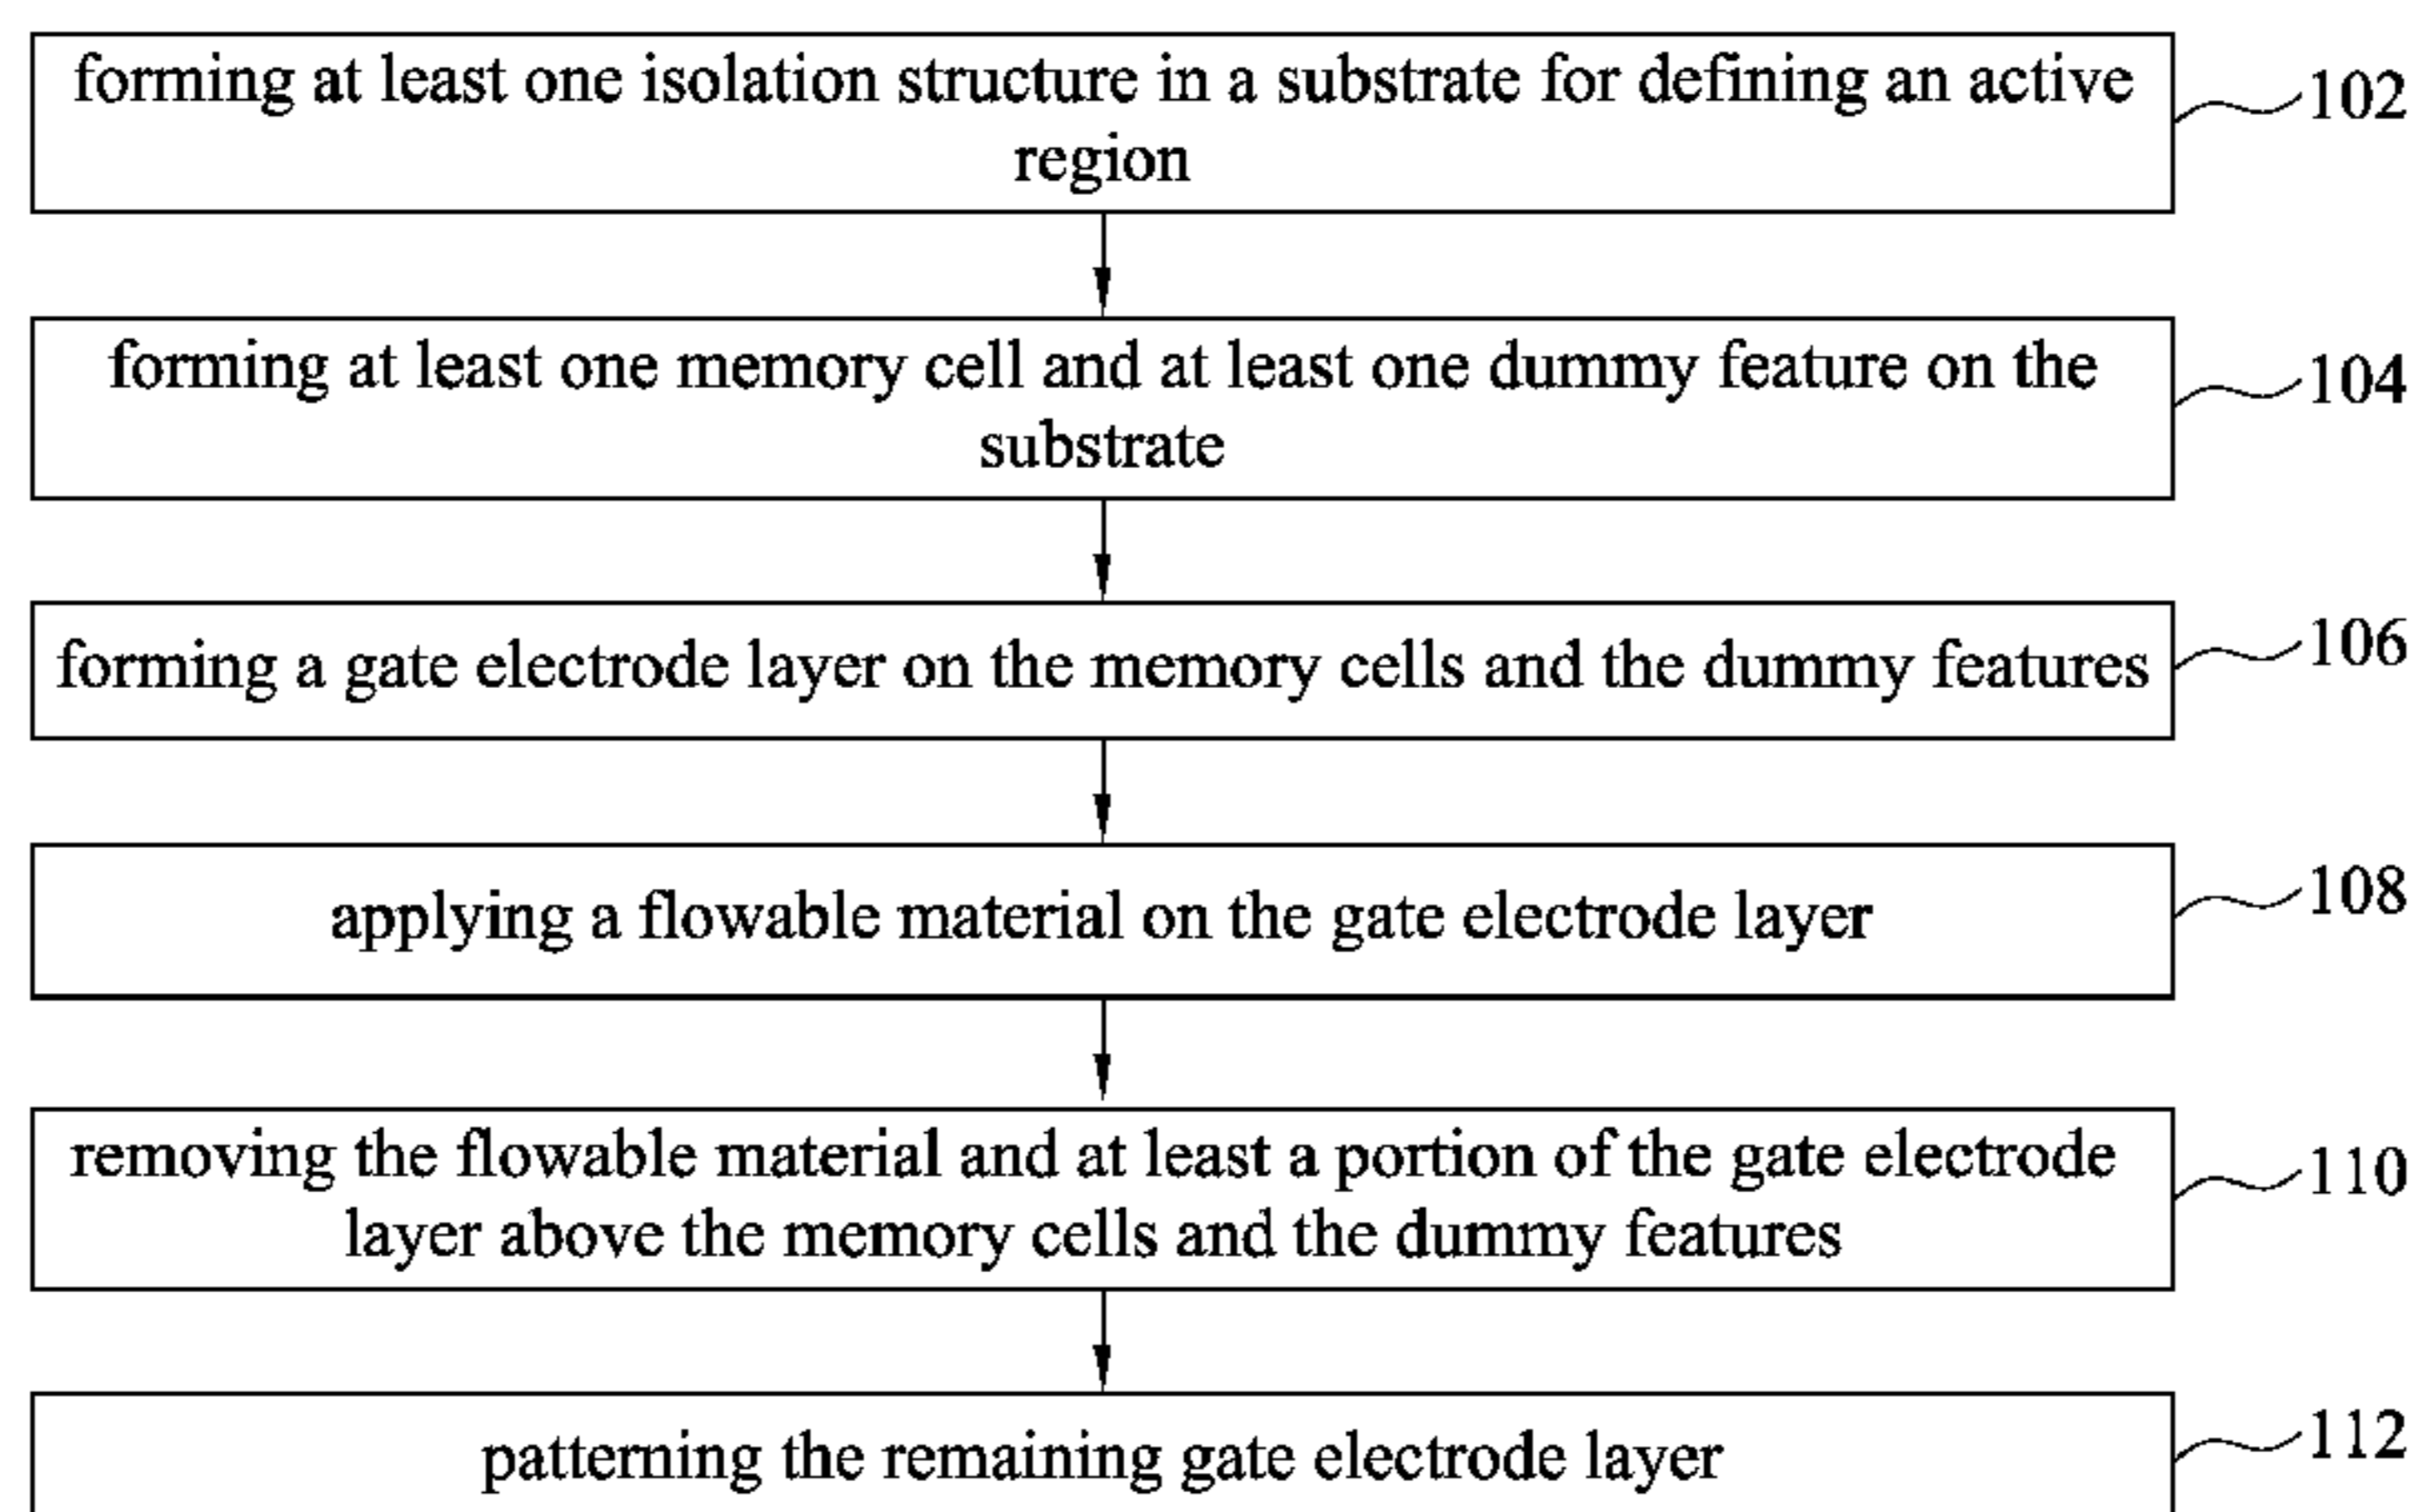 forming at least one isolation structure in a substrate for defining an active
region
102
forming at least one memory cell and at least one dummy feature on the
substrate
104
forming a gate electrode layer on the memory cells and the dummy features
106
applying a flowable material on the gate electrode layer
108
removing the flowable material and at least a portion of the gate electrode
layer above the memory cells and the dummy features
110
patterning the remaining gate electrode layer
112